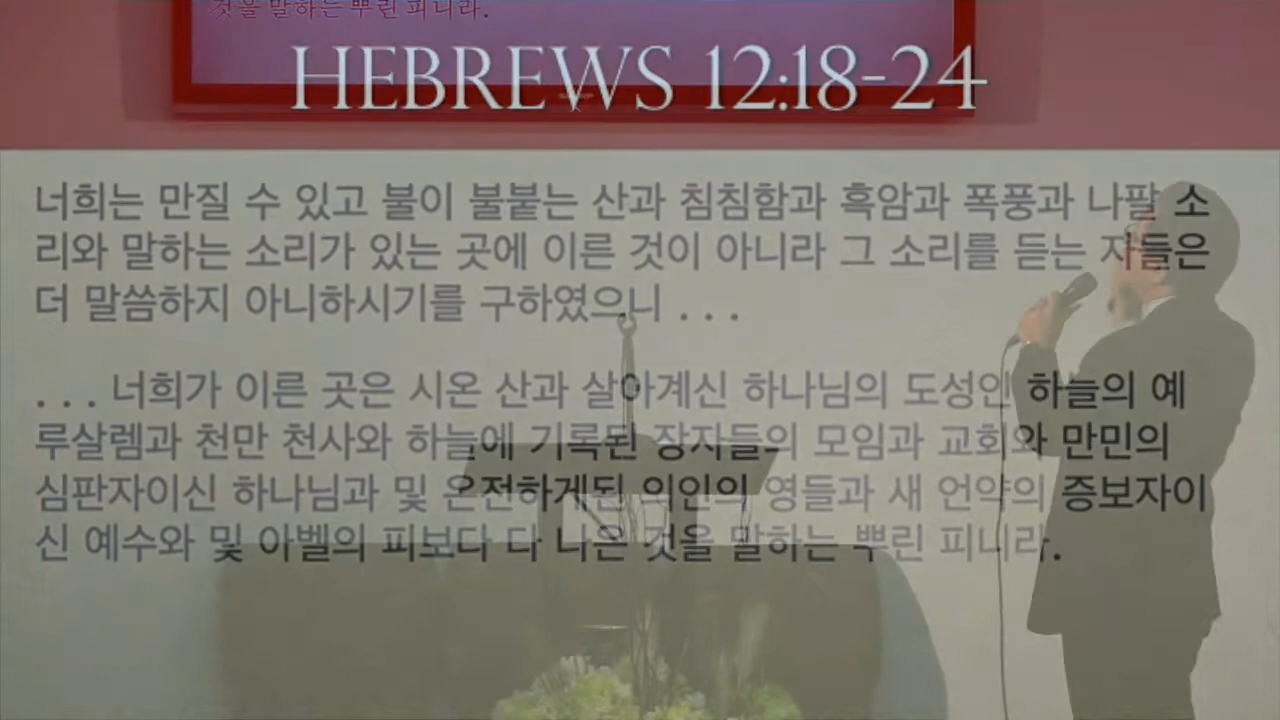 것을 말하는 뿌린 피니라.
HEBREWS 12:18-24
너희는 만질 수 있고 불이 불붙는 산과 침침함과 흑암과 폭풍과 나팔 소
리와 말하는 소리가 있는 곳에 이른 것이 아니라 그 소리를 듣는 자들은
더 말씀하지 아니하시기를 구하였으니 . . .
. . . 너희가 이른 곳은 시온 산과 살아계신 하나님의 도성인 하늘의 예
루살렘과 천만 천사와 하늘에 기록된 장자들의 모임과 교회와 만민의
심판자이신 하나님과 및 온전하게된 의인의 영들과 새 언약의 증보자이
신 예수와 및 아벨의 피보다 다 나은 것을 말하는 뿌린 피니라.